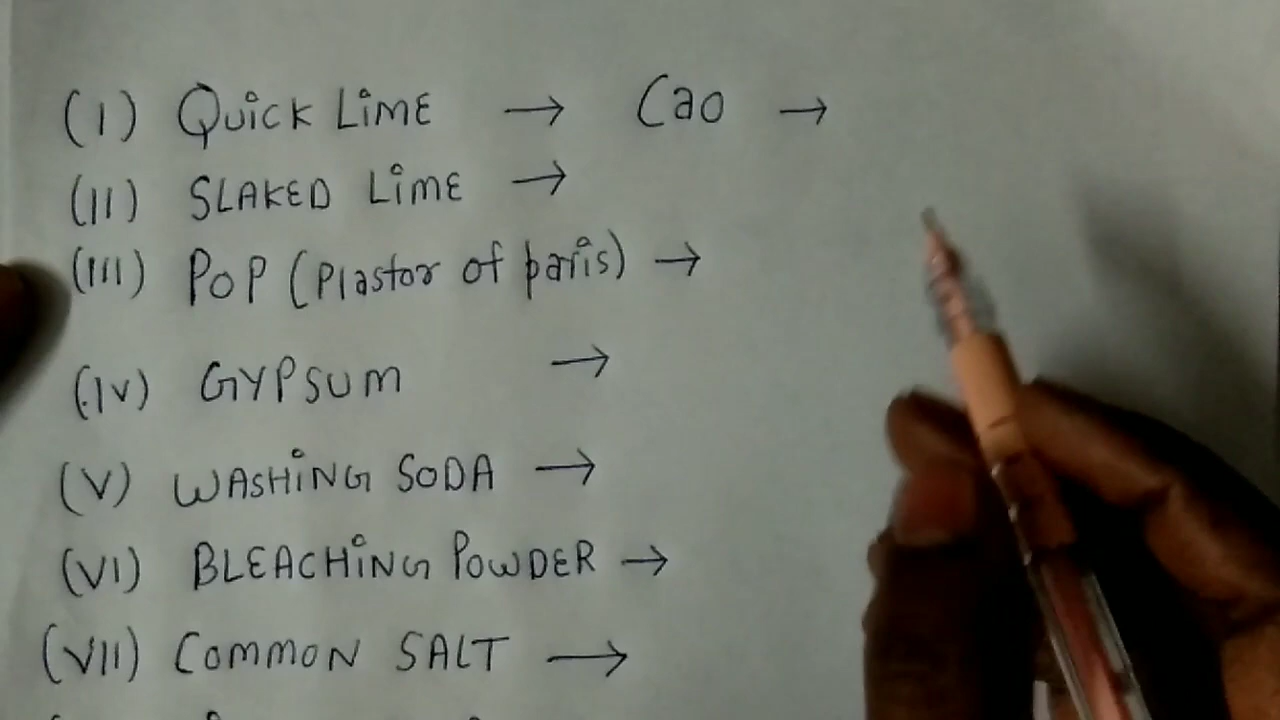 (I) QUiCK LiME → Cao →
(II) SLAKED LiME →
(III) POP (Plastor of paris) →
(IV) GYPSUM →
(V) WASHiNG SODA →
(VI) BLEACHiNG POWDER →
(VII) COMMON SALT →